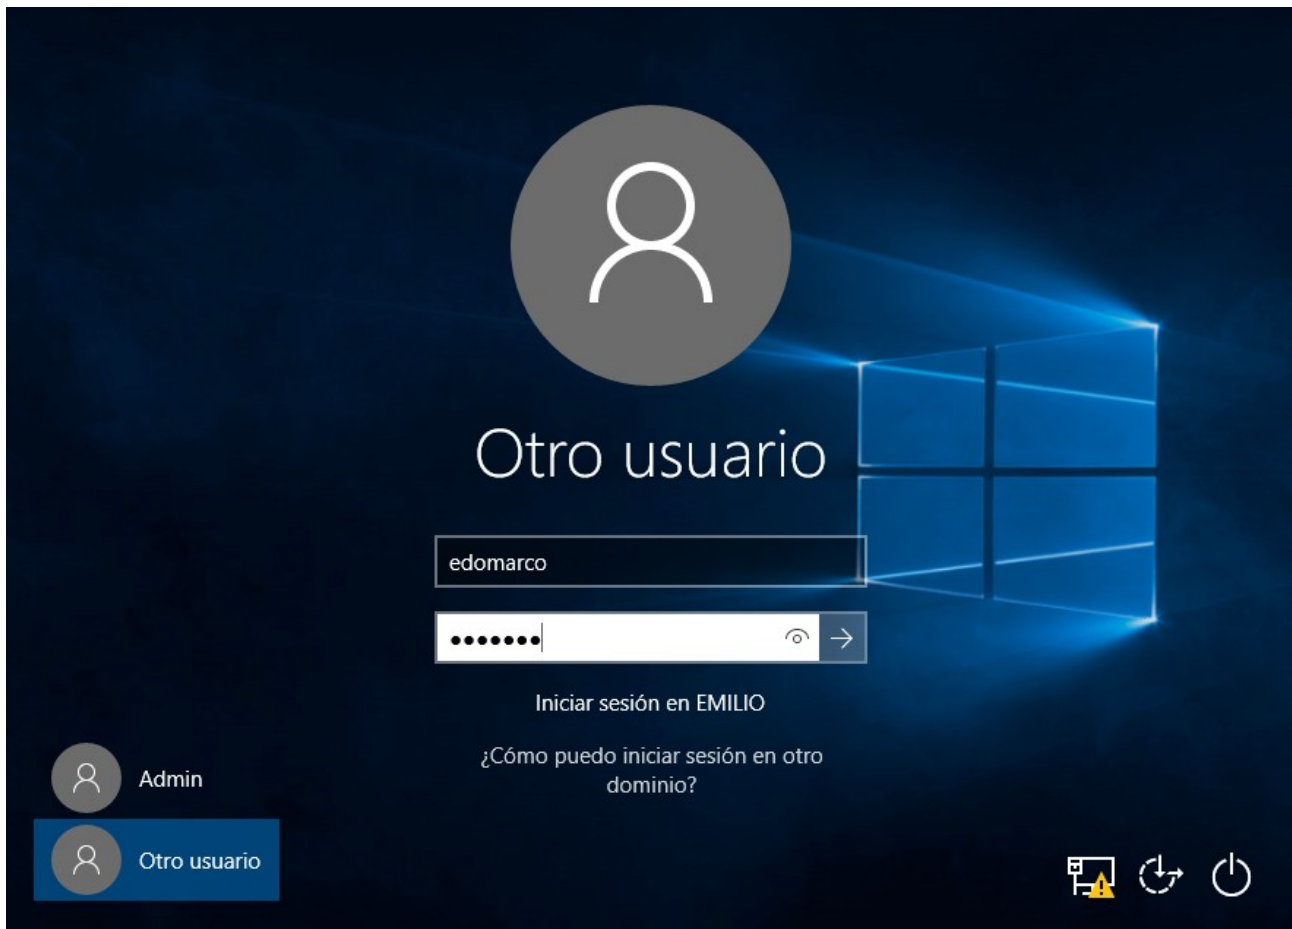 Otro usuario
edomarco
Iniciar sesión en EMILIO
¿Cómo puedo iniciar sesión en otro
dominio?
Admin
Otro usuario